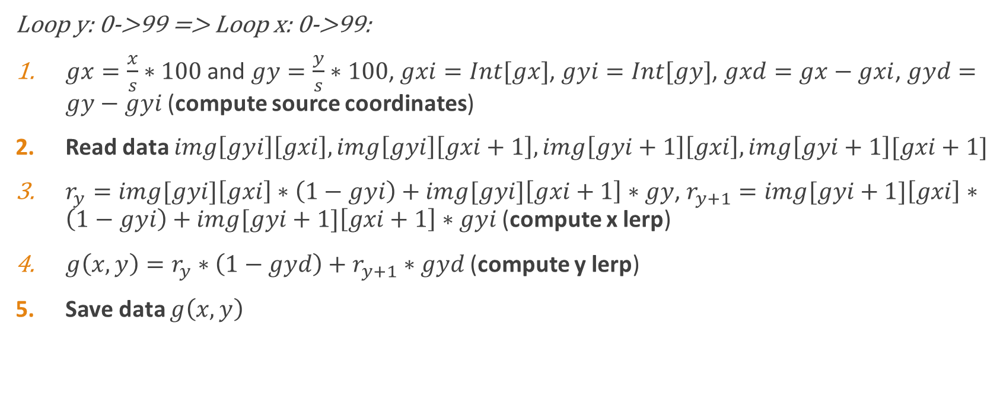 Loop y: 0->99 => Loop x: 0->99:
1. gx = x/s ∗ 100 and gy = y/s ∗ 100, gxi = Int[gx], gyi = Int[gy], gxd = gx − gxi, gyd =
gy − gyi (compute source coordinates)
2. Read data img[gyi][gxi], img[gyi][gxi + 1], img[gyi + 1][gxi], img[gyi + 1][gxi + 1]
3. r_y = img[gyi][gxi] ∗ (1 − gyi) + img[gyi][gxi + 1] ∗ gy, r_{y+1} = img[gyi + 1][gxi] ∗
(1 − gyi) + img[gyi + 1][gxi + 1] ∗ gyi (compute x lerp)
4. g(x, y) = r_y ∗ (1 − gyd) + r_{y+1} ∗ gyd (compute y lerp)
5. Save data g(x, y)